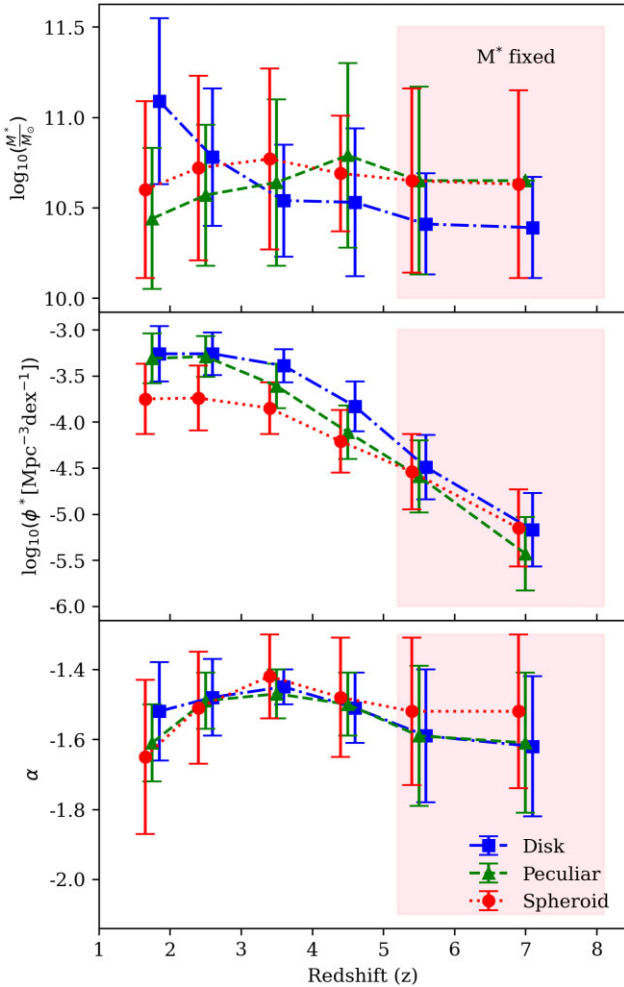 11.5
11.0
10.5
10.0
log₁₀(M*/M⊙)
M* fixed
-3.0
-3.5
-4.0
-4.5
-5.0
-5.5
-6.0
log₁₀(ϕ* [Mpc⁻³dex⁻¹])
-1.4
-1.6
-1.8
-2.0
α
Disk
Peculiar
Spheroid
1 2 3 4 5 6 7 8
Redshift (z)